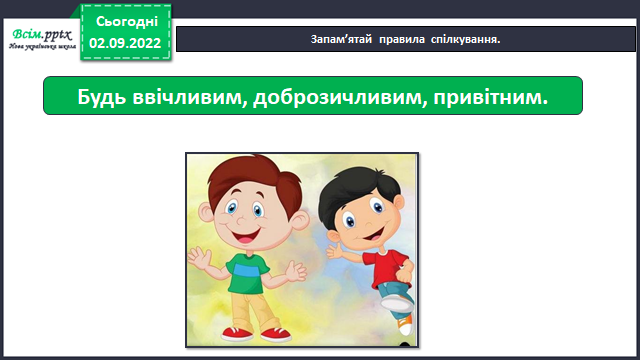 Всім.pptx
Нова українська школа
Сьогодні
02.09.2022
Запам’ятай правила спілкування.
Будь ввічливим, доброзичливим, привітним.